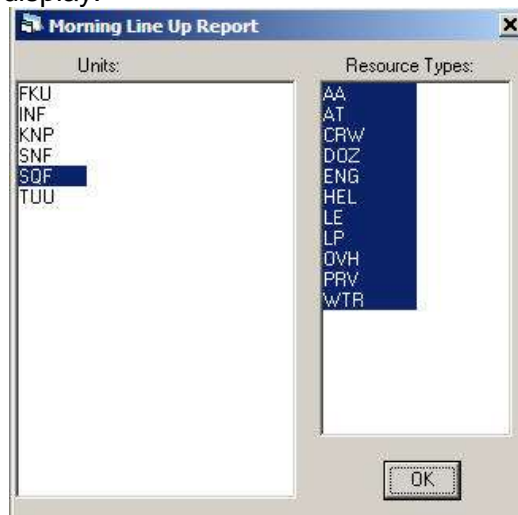 display.
Morning Line Up Report
Units:
FKU
INF
KNP
SNF
SQF
TUU
Resource Types:
AA
AT
CRW
DOZ
ENG
HEL
LE
LP
OVH
PRV
WTR
OK